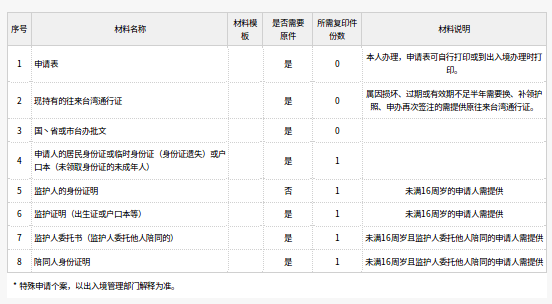 序号 材料名称 材料模板 是否需要原件 所需复印件份数 材料说明
1 申请表 是 0 本人办理，申请表可自行打印或到出入境办理时打印。
2 现持有的往来台湾通行证 是 0 属因损坏、过期或有效期不足半年需要换、补领护照、申办再次签注的需提供原往来台湾通行证。
3 国丶省或市台办批文 是 0
4 申请人的居民身份证或临时身份证（身份证遗失）或户口本（未领取身份证的未成年人） 是 1
5 监护人的身份证明 否 1 未满16周岁的申请人需提供
6 监护证明（出生证或户口本等） 是 1 未满16周岁的申请人需提供
7 监护人委托书（监护人委托他人陪同的） 是 1 未满16周岁且监护人委托他人陪同的申请人需提供
8 陪同人身份证明 是 1 未满16周岁且监护人委托他人陪同的申请人需提供
* 特殊申请个案，以出入境管理部门解释为准。